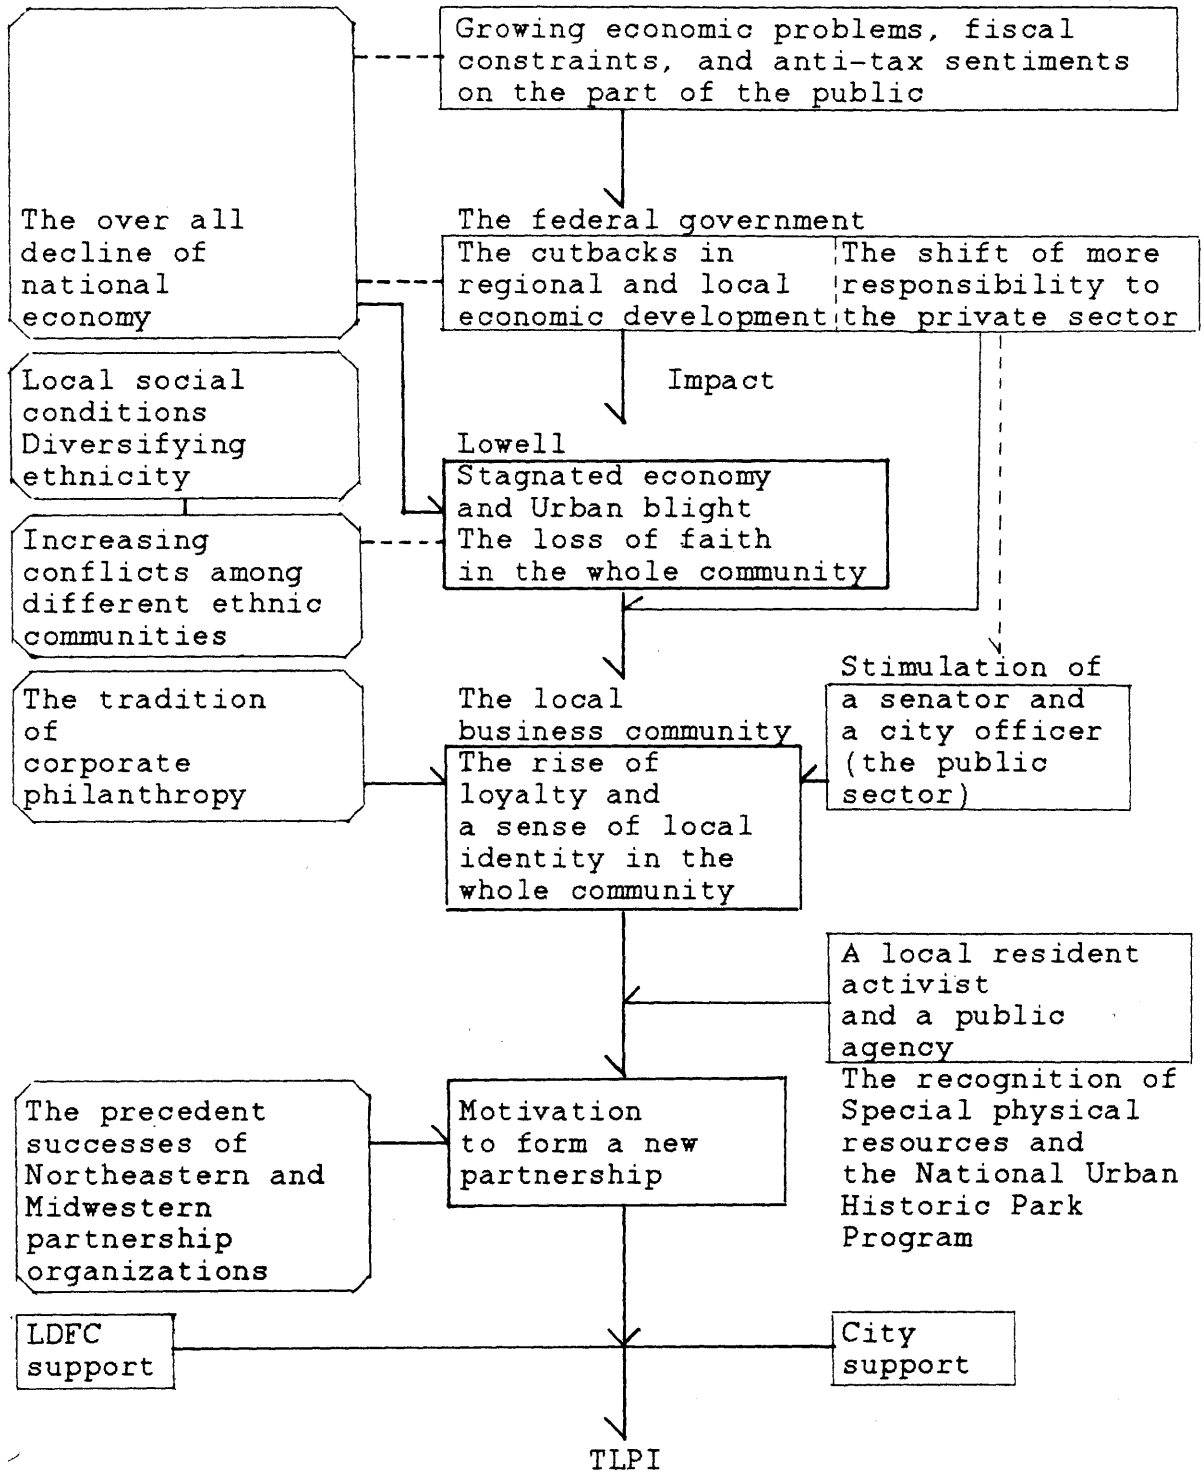 Growing economic problems, fiscal
constraints, and anti-tax sentiments
on the part of the public
The over all
decline of
national
economy
The federal government
The cutbacks in
regional and local
economic development
The shift of more
responsibility to
the private sector
Impact
Local social
conditions
Diversifying
ethnicity
Lowell
Stagnated economy
and Urban blight
The loss of faith
in the whole community
Increasing
conflicts among
different ethnic
communities
The tradition
of
corporate
philanthropy
The local
business community
The rise of
loyalty and
a sense of local
identity in the
whole community
Stimulation of
a senator and
a city officer
(the public
sector)
A local resident
activist
and a public
agency
The recognition of
Special physical
resources and
the National Urban
Historic Park
Program
The precedent
successes of
Northeastern and
Midwestern
partnership
organizations
Motivation
to form a new
partnership
LDFC
support
City
support
TLPI